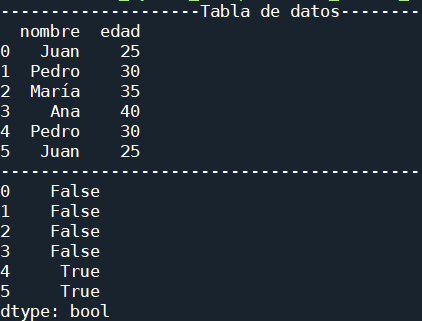 --------------------Tabla de datos--------
nombre edad
0 Juan 25
1 Pedro 30
2 María 35
3 Ana 40
4 Pedro 30
5 Juan 25
------------------------------------------
0 False
1 False
2 False
3 False
4 True
5 True
dtype: bool